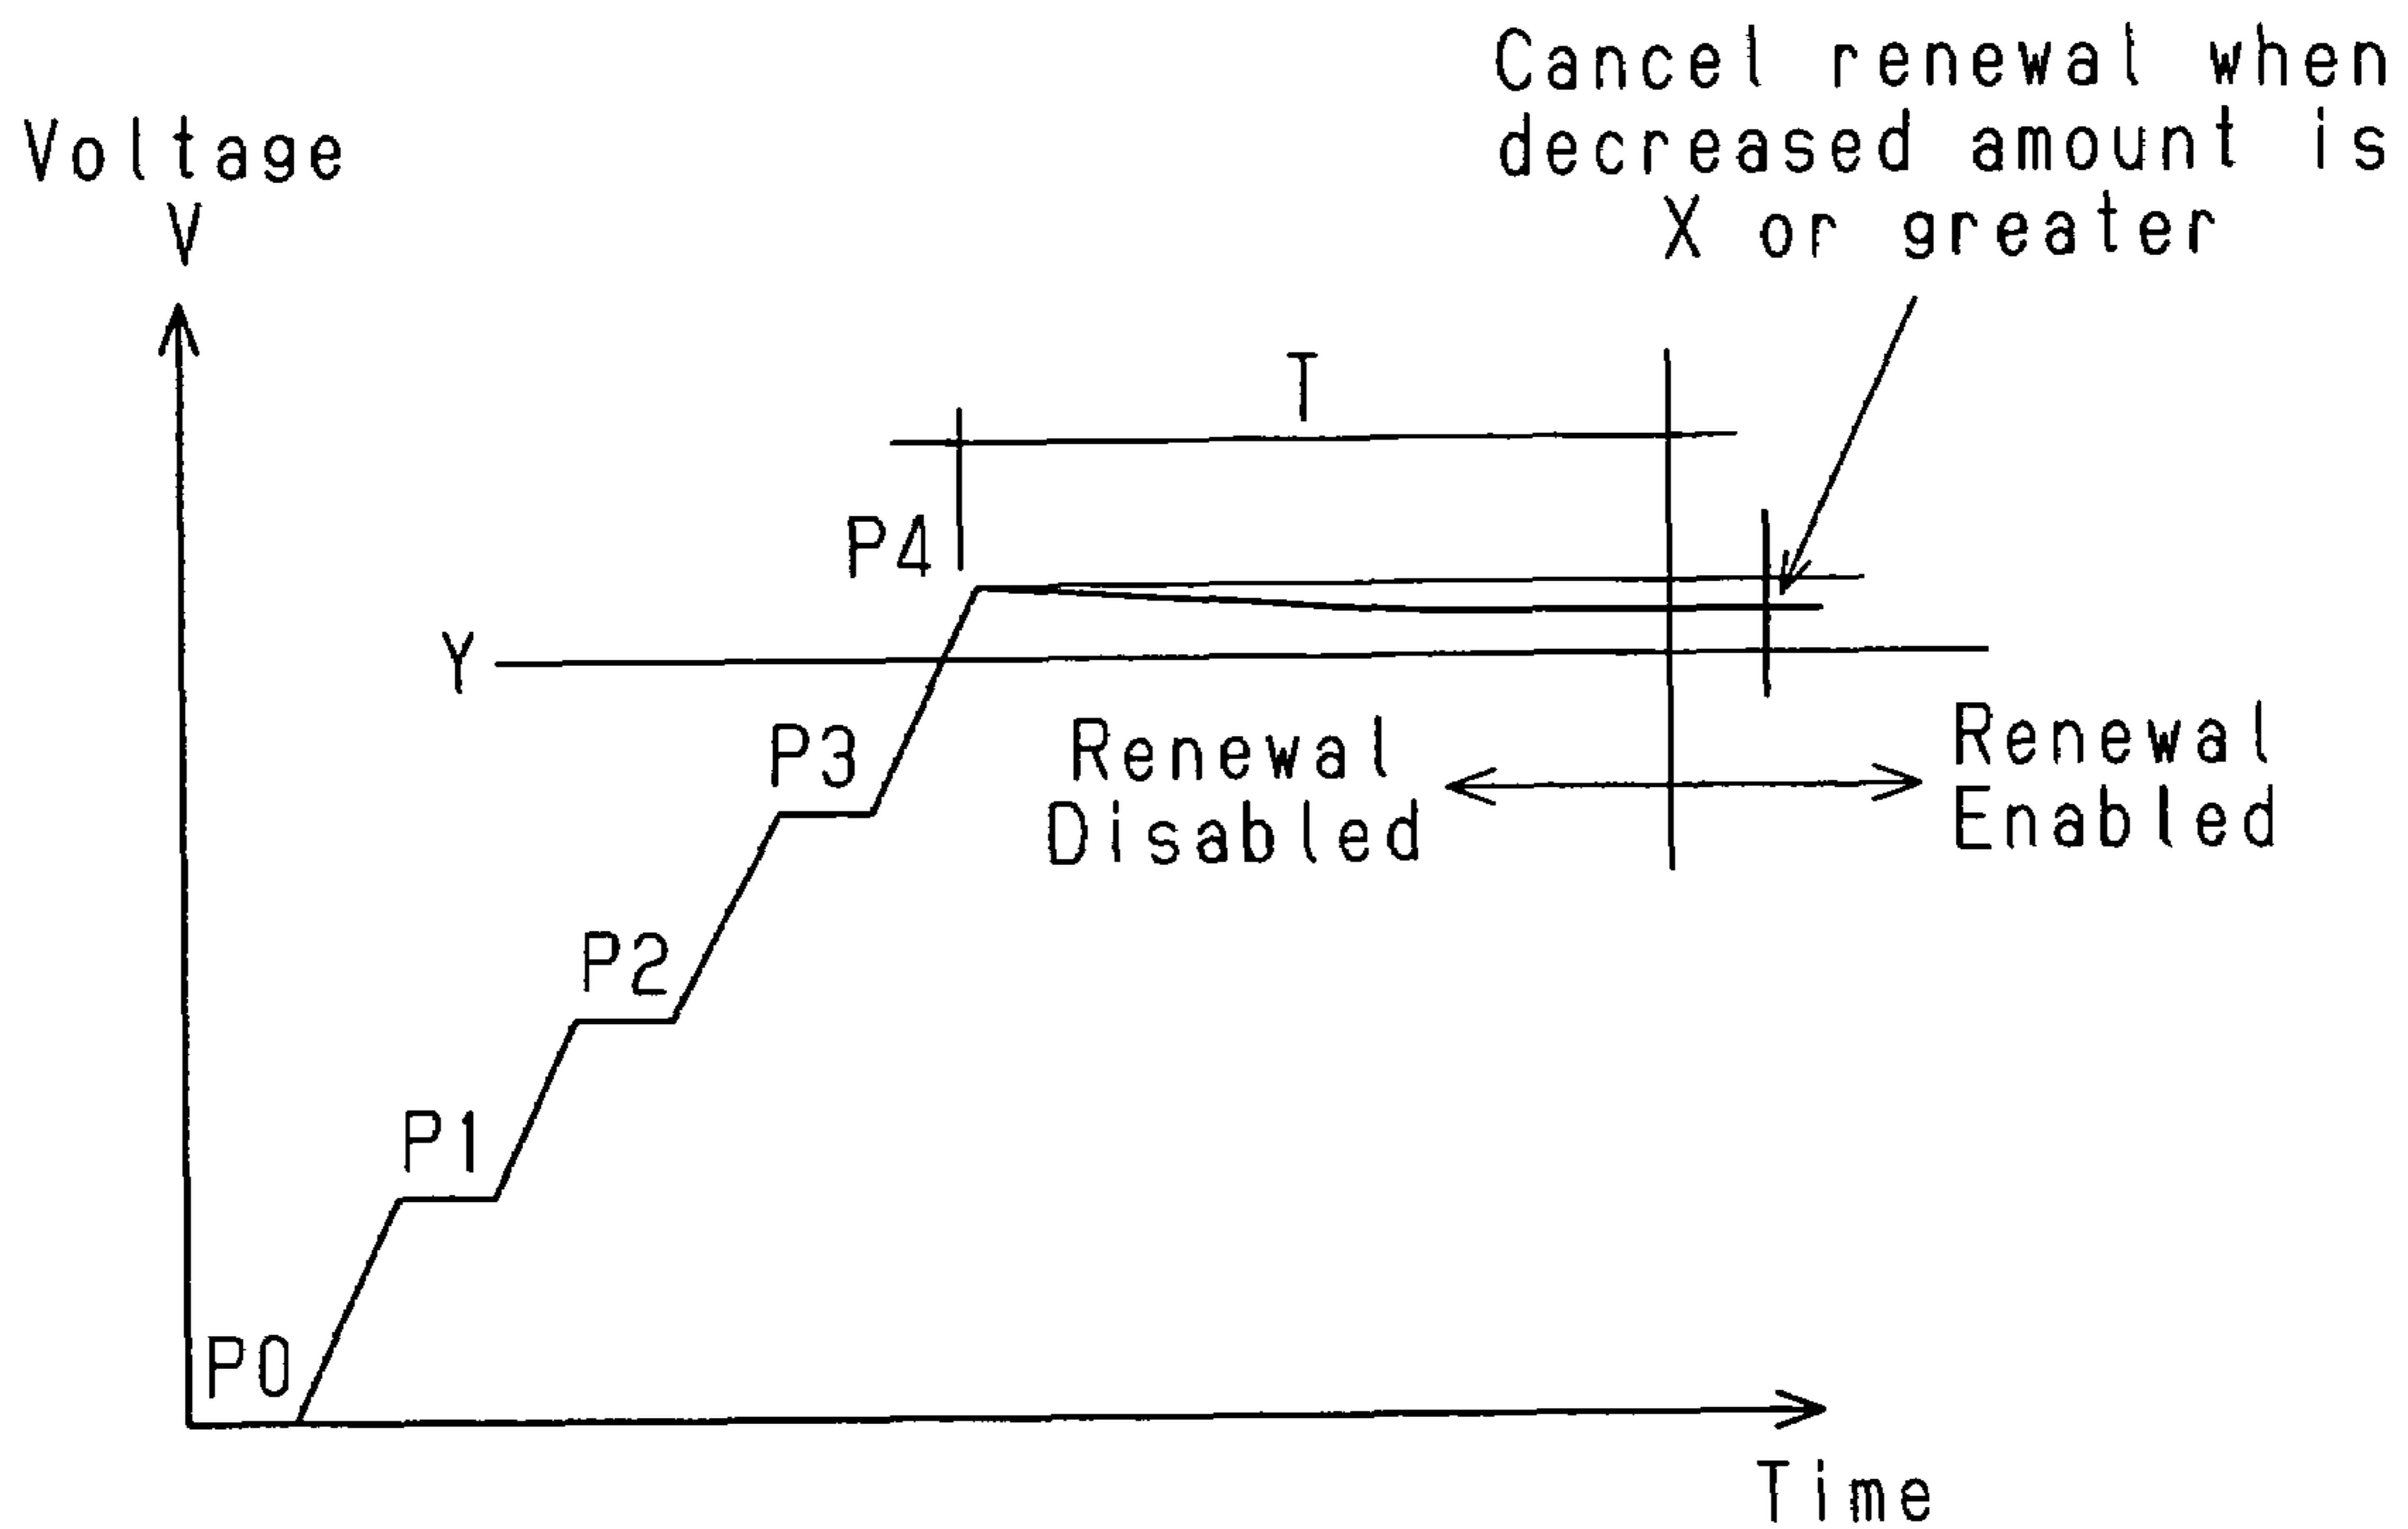 Cancel renewal when
decreased amount is
X or greater
Voltage
V
T
P4
Y
P3
Renewal
Disabled
Renewal
Enabled
P2
P1
P0
Time